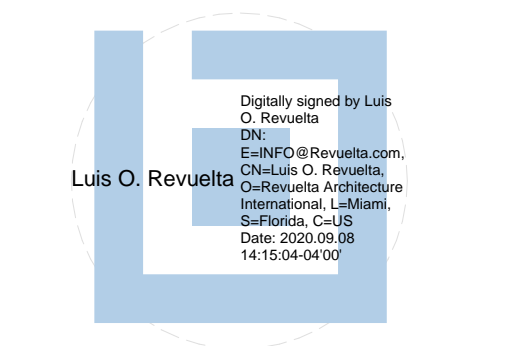 Luis O. Revuelta
Digitally signed by Luis
O. Revuelta
DN:
E=INFO@Revuelta.com,
CN=Luis O. Revuelta,
O=Revuelta Architecture
International, L=Miami,
S=Florida, C=US
Date: 2020.09.08
14:15:04-04'00'